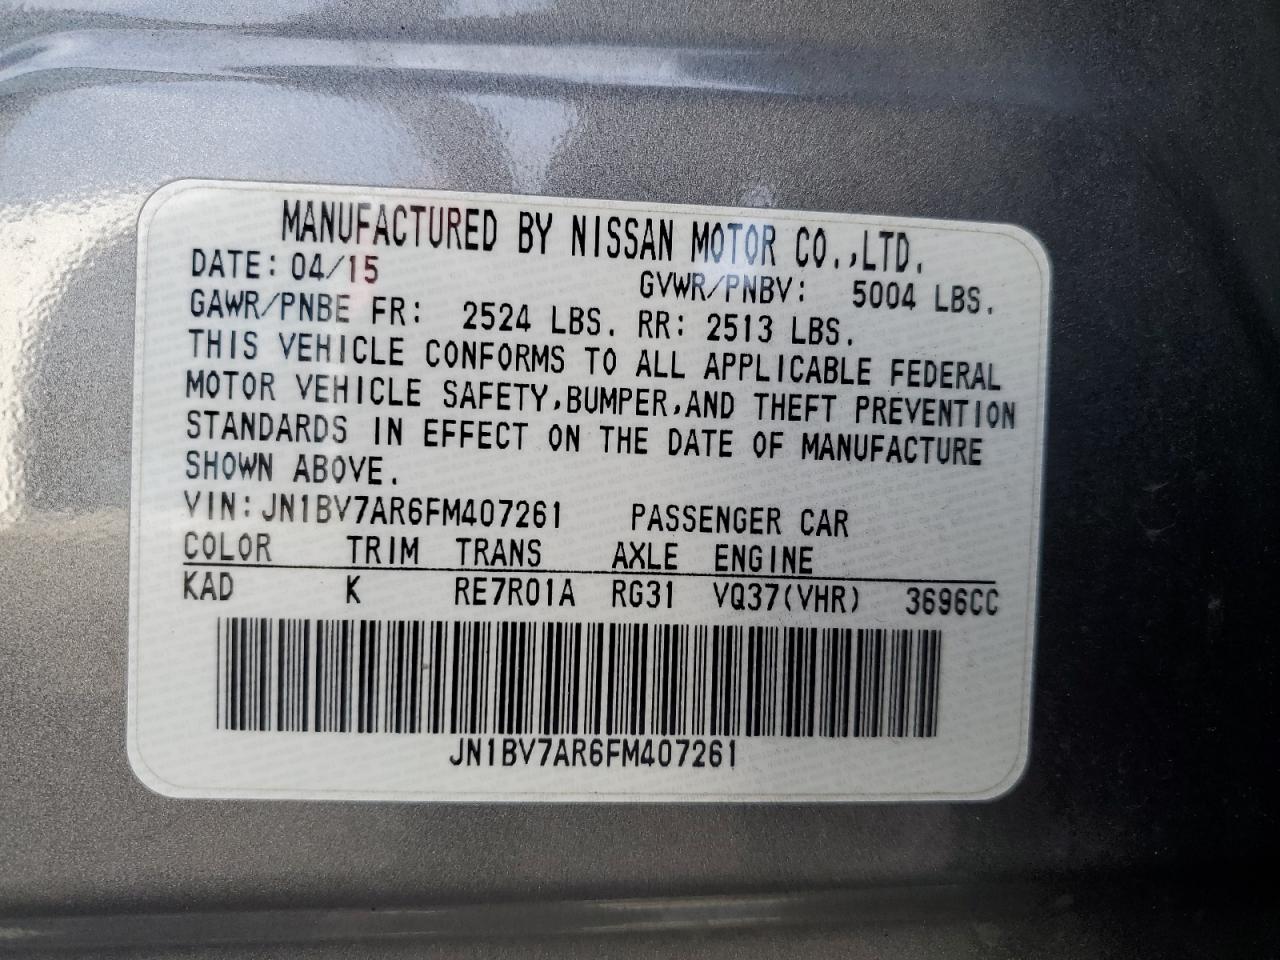 MANUFACTURED BY NISSAN MOTOR CO.,LTD.
DATE: 04/15 GVWR/PNBV: 5004 LBS.
GAWR/PNBE FR: 2524 LBS. RR: 2513 LBS.
THIS VEHICLE CONFORMS TO ALL APPLICABLE FEDERAL
MOTOR VEHICLE SAFETY,BUMPER,AND THEFT PREVENTION
STANDARDS IN EFFECT ON THE DATE OF MANUFACTURE
SHOWN ABOVE.
VIN:JN1BV7AR6FM407261 PASSENGER CAR
COLOR TRIM TRANS AXLE ENGINE
KAD K RE7R01A RG31 VQ37(VHR) 3696CC
JN1BV7AR6FM407261